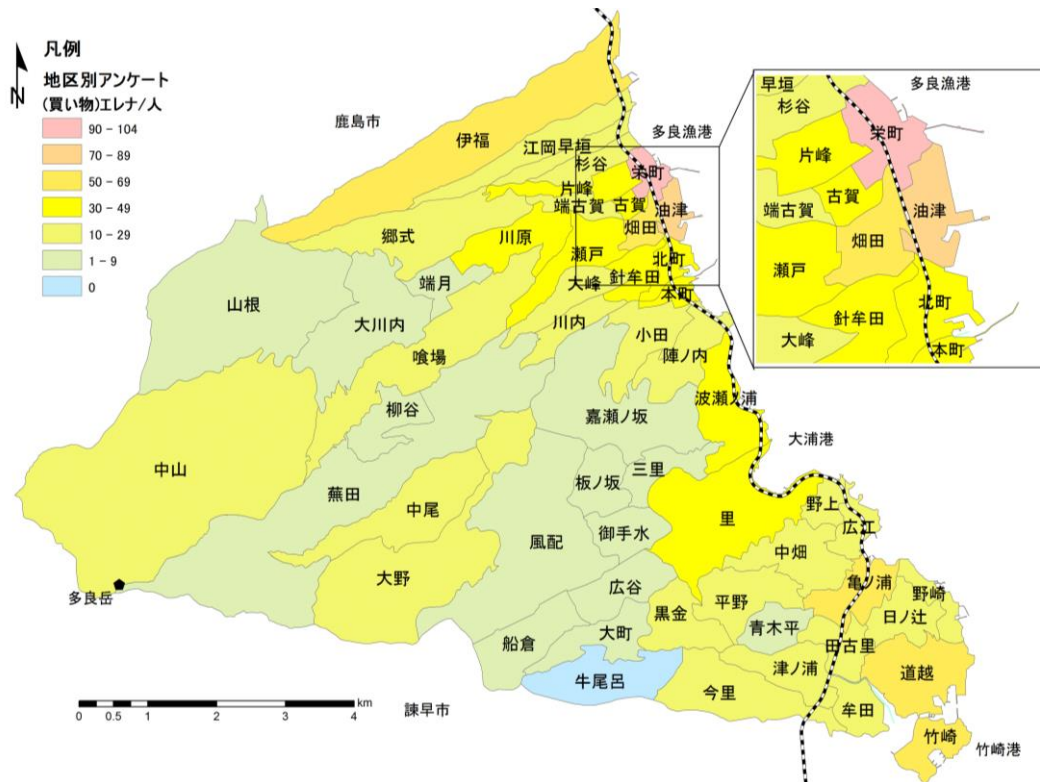 凡例
地区別アンケート
(買い物)エレナ/人
90 - 104
70 - 89
50 - 69
30 - 49
10 - 29
1 - 9
0
N
鹿島市
多良漁港
伊福
江岡
早垣
杉谷
栄町
片峰
端古賀
古賀
油津
郷式
川原
畑田
瀬戸
北町
端月
大峰
針牟田
本町
山根
大川内
川内
小田
喰場
陣ノ内
波瀬ノ浦
柳谷
嘉瀬ノ坂
大浦港
中山
三里
板ノ坂
蕪田
中尾
里
野上
広江
御手水
風配
中畑
大野
多良岳
亀ノ浦
野崎
広谷
平野
日ノ辻
黒金
青木平
大町
船倉
田古里
津ノ浦
道越
牛尾呂
今里
牟田
竹崎
竹崎港
諫早市
0 0.5 1 2 3 4
km
早垣
多良漁港
杉谷
栄町
片峰
古賀
端古賀
油津
畑田
瀬戸
北町
針牟田
大峰
本町